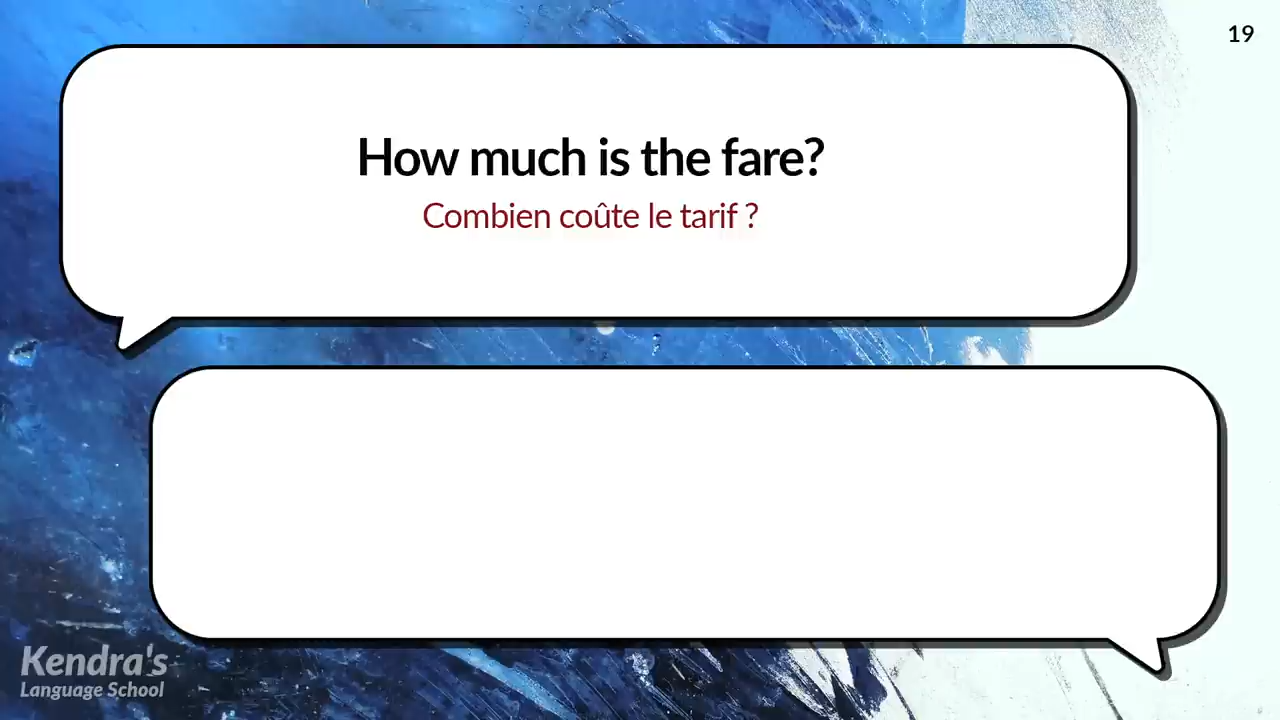 19
How much is the fare?
Combien coûte le tarif ?
Kendra's
Language School